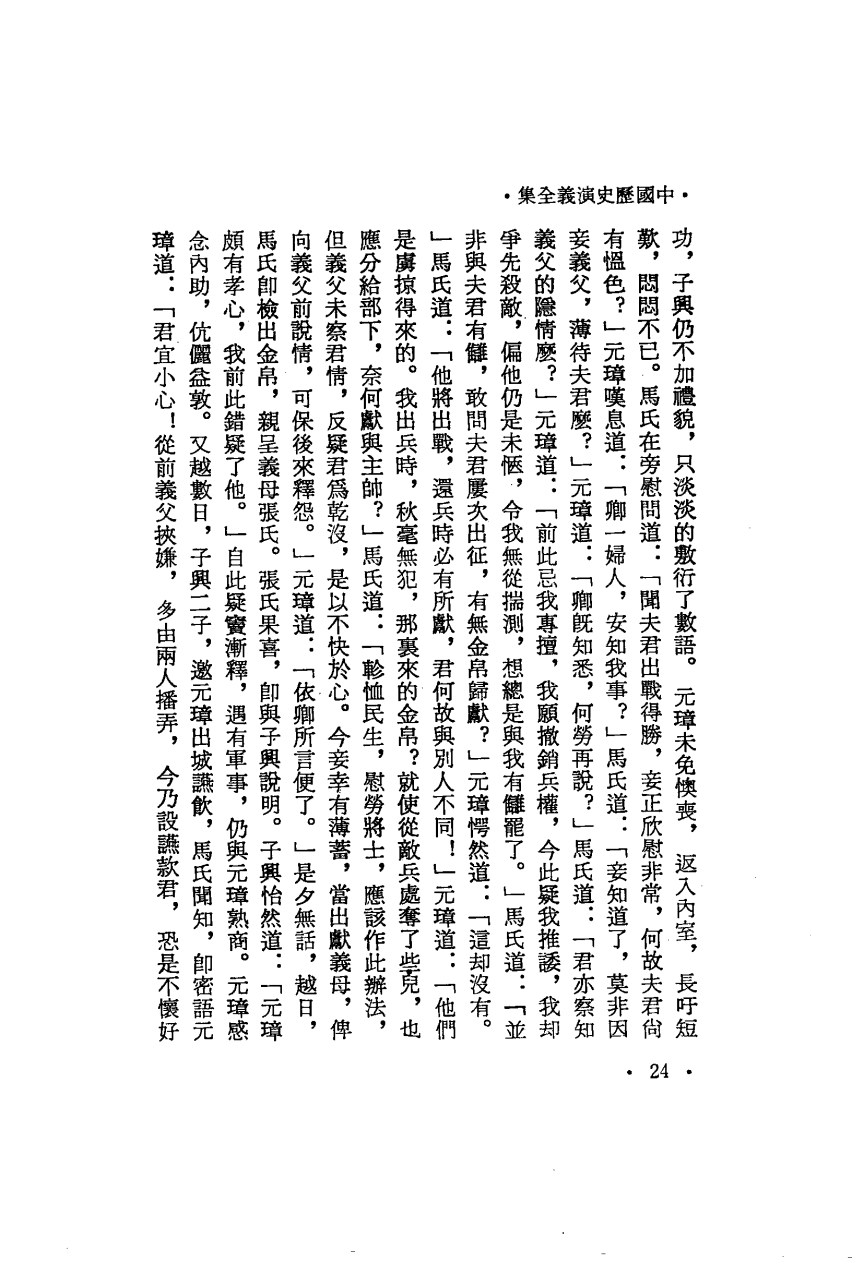 ·中國歷史演義全集·
功，子興仍不加禮貌，只淡淡的敷衍了數語。元璋未免懊喪，返入內室，長吁短
歎，悶悶不已。馬氏在旁慰問道：「聞夫君出戰得勝，妾正欣慰非常，何故夫君尙
有慍色？」元璋嘆息道：「卿一婦人，安知我事？」馬氏道：「妾知道了，莫非因
妾義父，薄待夫君麼？」元璋道：「卿旣知悉，何勞再說？」馬氏道：「君亦察知
義父的隱情麼？」元璋道：「前此忌我專擅，我願撤銷兵權，今此疑我推諉，我却
爭先殺敵，偏他仍是未愜，令我無從揣測，想總是與我有讎罷了。」馬氏道：「並
非與夫君有讎，敢問夫君屢次出征，有無金帛歸獻？」元璋愕然道：「這却沒有。
」馬氏道：「他將出戰，還兵時必有所獻，君何故與別人不同！」元璋道：「他們
是虜掠得來的。我出兵時，秋毫無犯，那裏來的金帛？就使從敵兵處奪了些兒，也
應分給部下，奈何獻與主帥？」馬氏道：「軫恤民生，慰勞將士，應該作此辦法，
但義父未察君情，反疑君爲乾沒，是以不快於心。今妾幸有薄蓄，當出獻義母，俾
向義父前說情，可保後來釋怨。」元璋道：「依卿所言便了。」是夕無話，越日，
馬氏卽檢出金帛，親呈義母張氏。張氏果喜，卽與子興說明。子興怡然道：「元璋
頗有孝心，我前此錯疑了他。」自此疑竇漸釋，遇有軍事，仍與元璋熟商。元璋感
念內助，伉儷益敦。又越數日，子興二子，邀元璋出城讌飲，馬氏聞知，卽密語元
璋道：「君宜小心！從前義父挾嫌，多由兩人播弄，今乃設讌款君，恐是不懷好
·24·